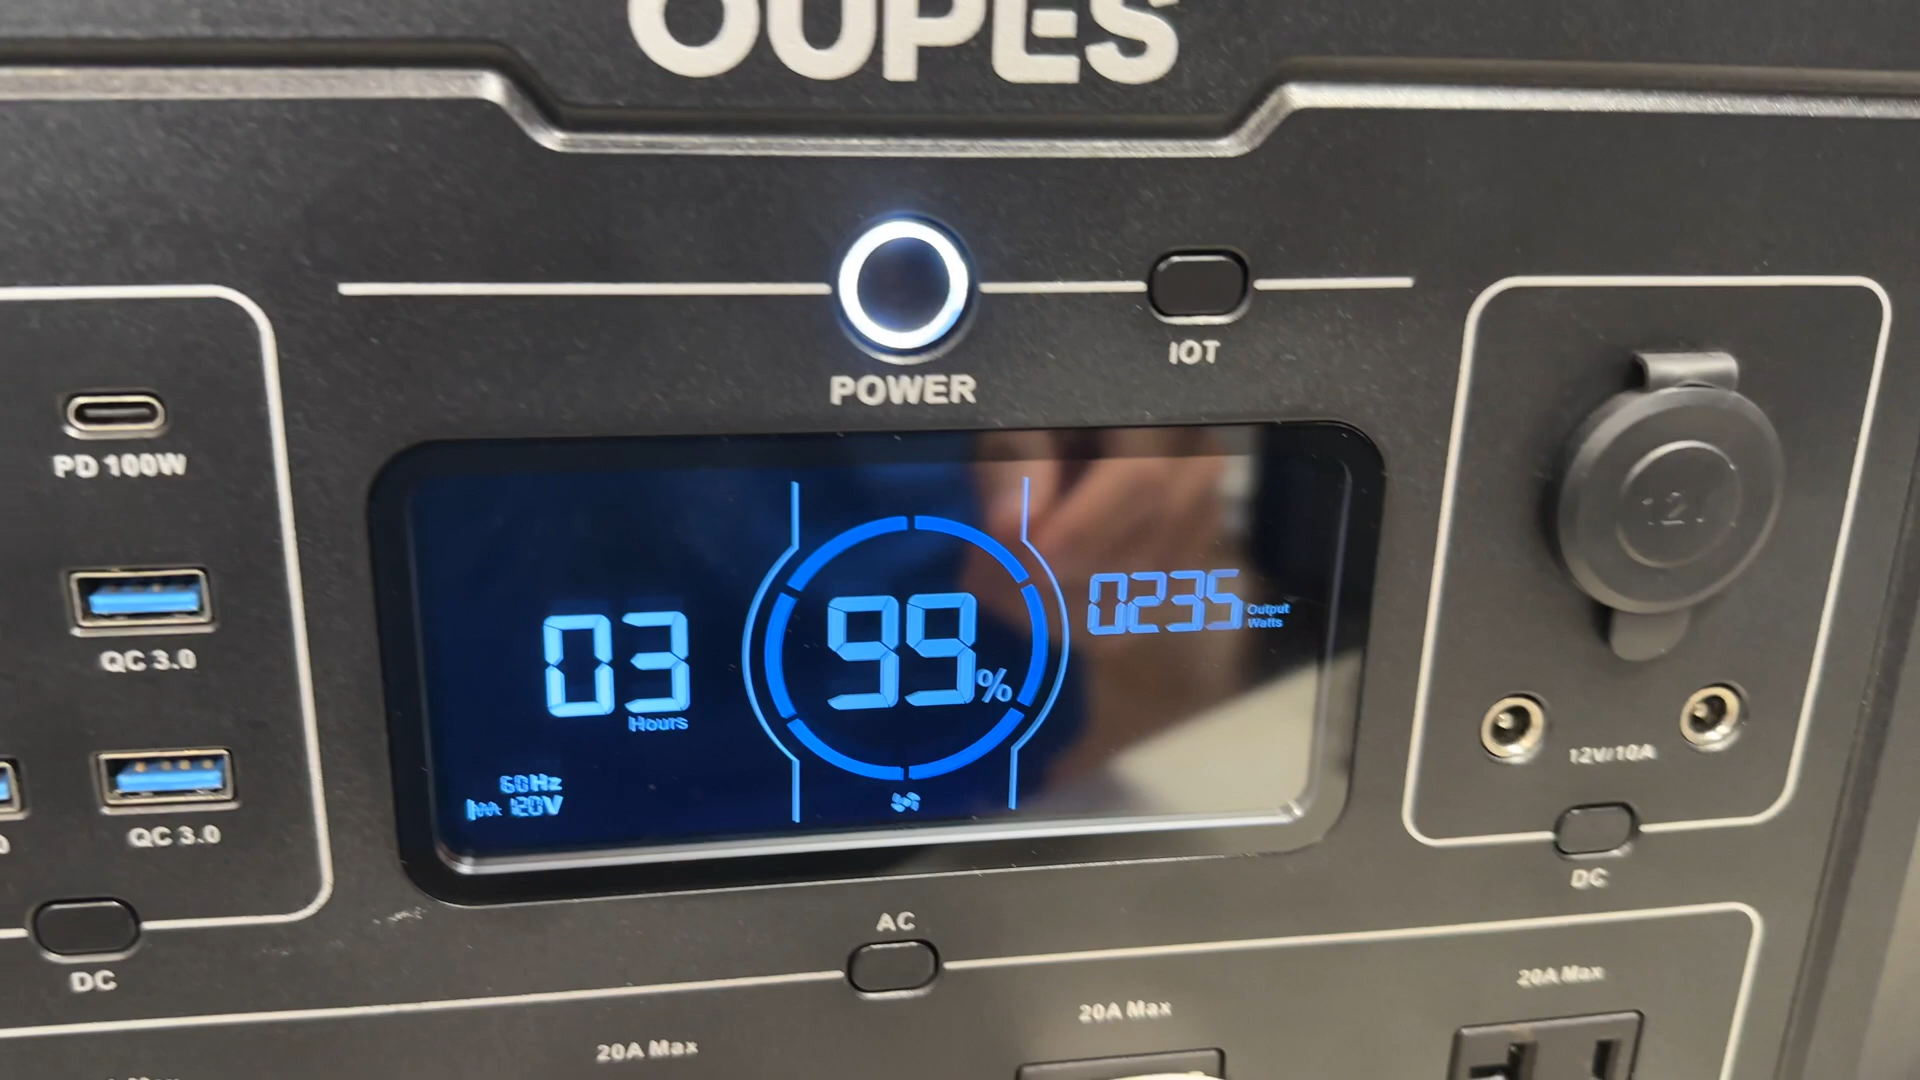 OUPES
IOT
POWER
PD 100W
QC 3.0
QC 3.0
DC
03
Hours
99%
0235
Output
Watts
60Hz
120V
12V
12V/10A
DC
AC
20A Max
20A Max
20A Max